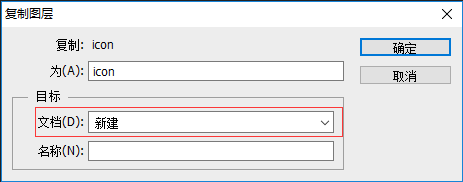 复制图层
复制: icon
为(A): icon
确定
取消
目标
文档(D): 新建
名称(N):